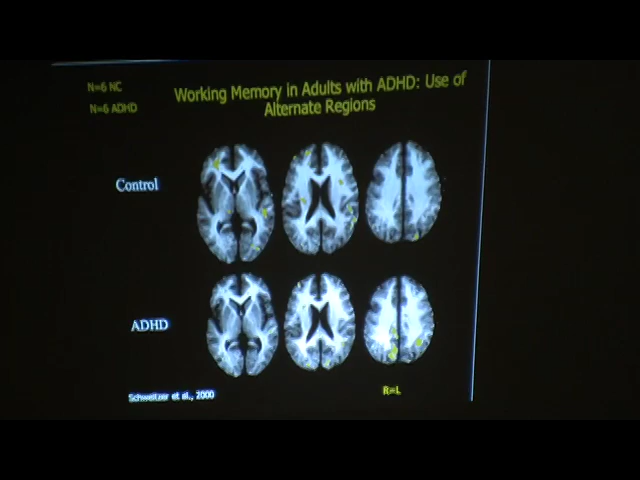 N=6 NC
N=6 ADHD
Working Memory in Adults with ADHD: Use of
Alternate Regions
Control
ADHD
Schweitzer et al., 2000
R=L